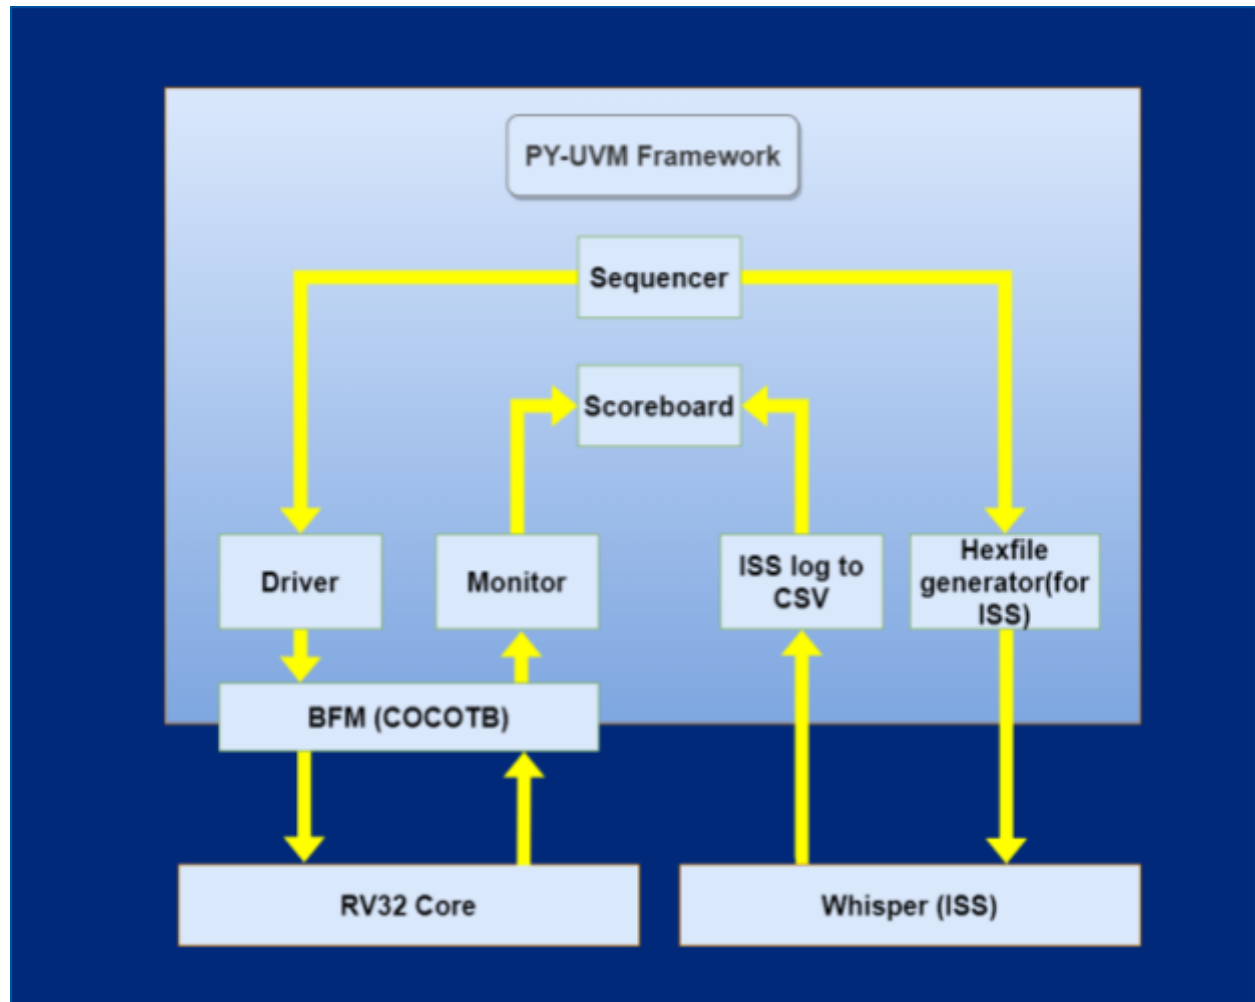 PY-UVM Framework
Sequencer
Scoreboard
Driver
Monitor
ISS log to
CSV
Hexfile
generator(for
ISS)
BFM (COCOTB)
RV32 Core
Whisper (ISS)